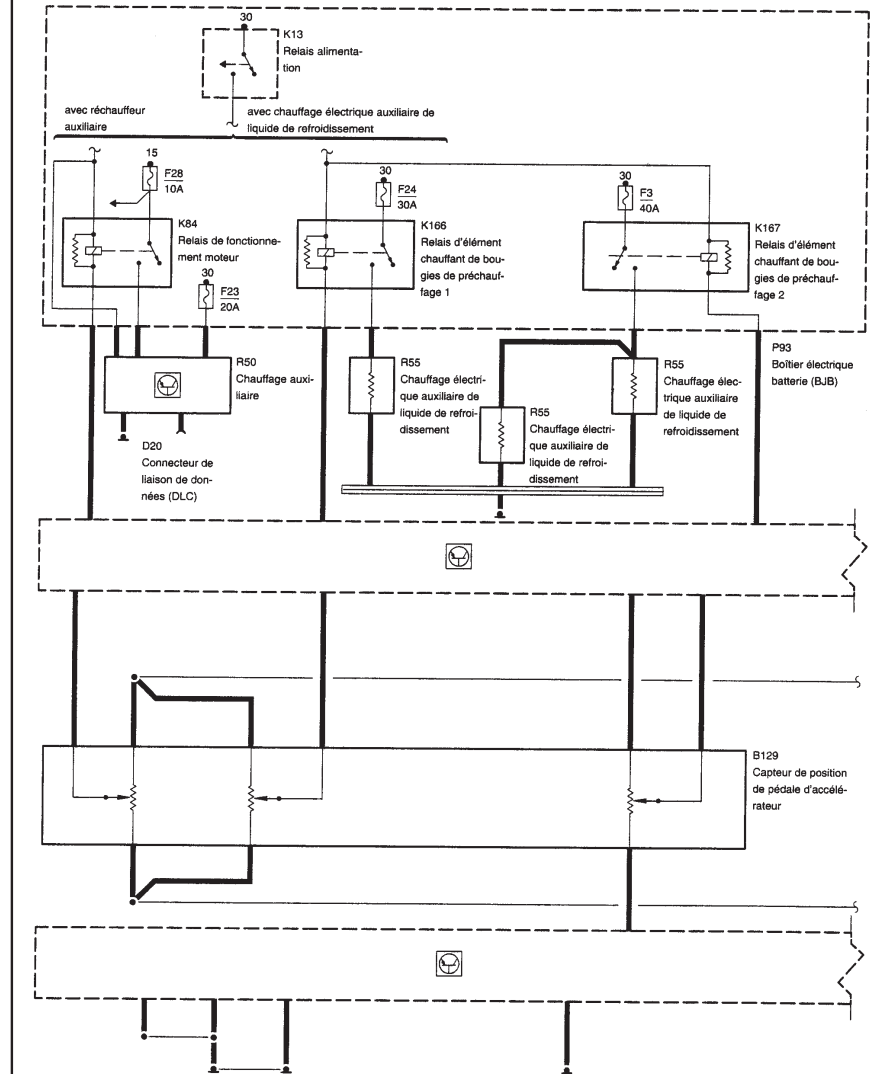 30
K13
Relais alimenta-
tion
avec réchauffeur
auxiliaire
avec chauffage électrique auxiliaire de
liquide de refroidissement
15
F28
10A
30
F24
30A
30
F3
40A
K84
Relais de fonctionne-
ment moteur
K166
Relais d'élément
chauffant de bou-
gies de préchauf-
fage 1
K167
Relais d'élément
chauffant de bou-
gies de préchauf-
fage 2
30
F23
20A
P93
Boîtier électrique
batterie (BJB)
R50
Chauffage auxi-
liaire
R55
Chauffage électri-
que auxiliaire de
liquide de refroi-
dissement
R55
Chauffage électri-
que auxiliaire de
liquide de refroi-
dissement
R55
Chauffage élec-
trique auxiliaire
de liquide de
refroidissement
D20
Connecteur de
liaison de don-
nées (DLC)
B129
Capteur de position
de pédale d'accélé-
rateur